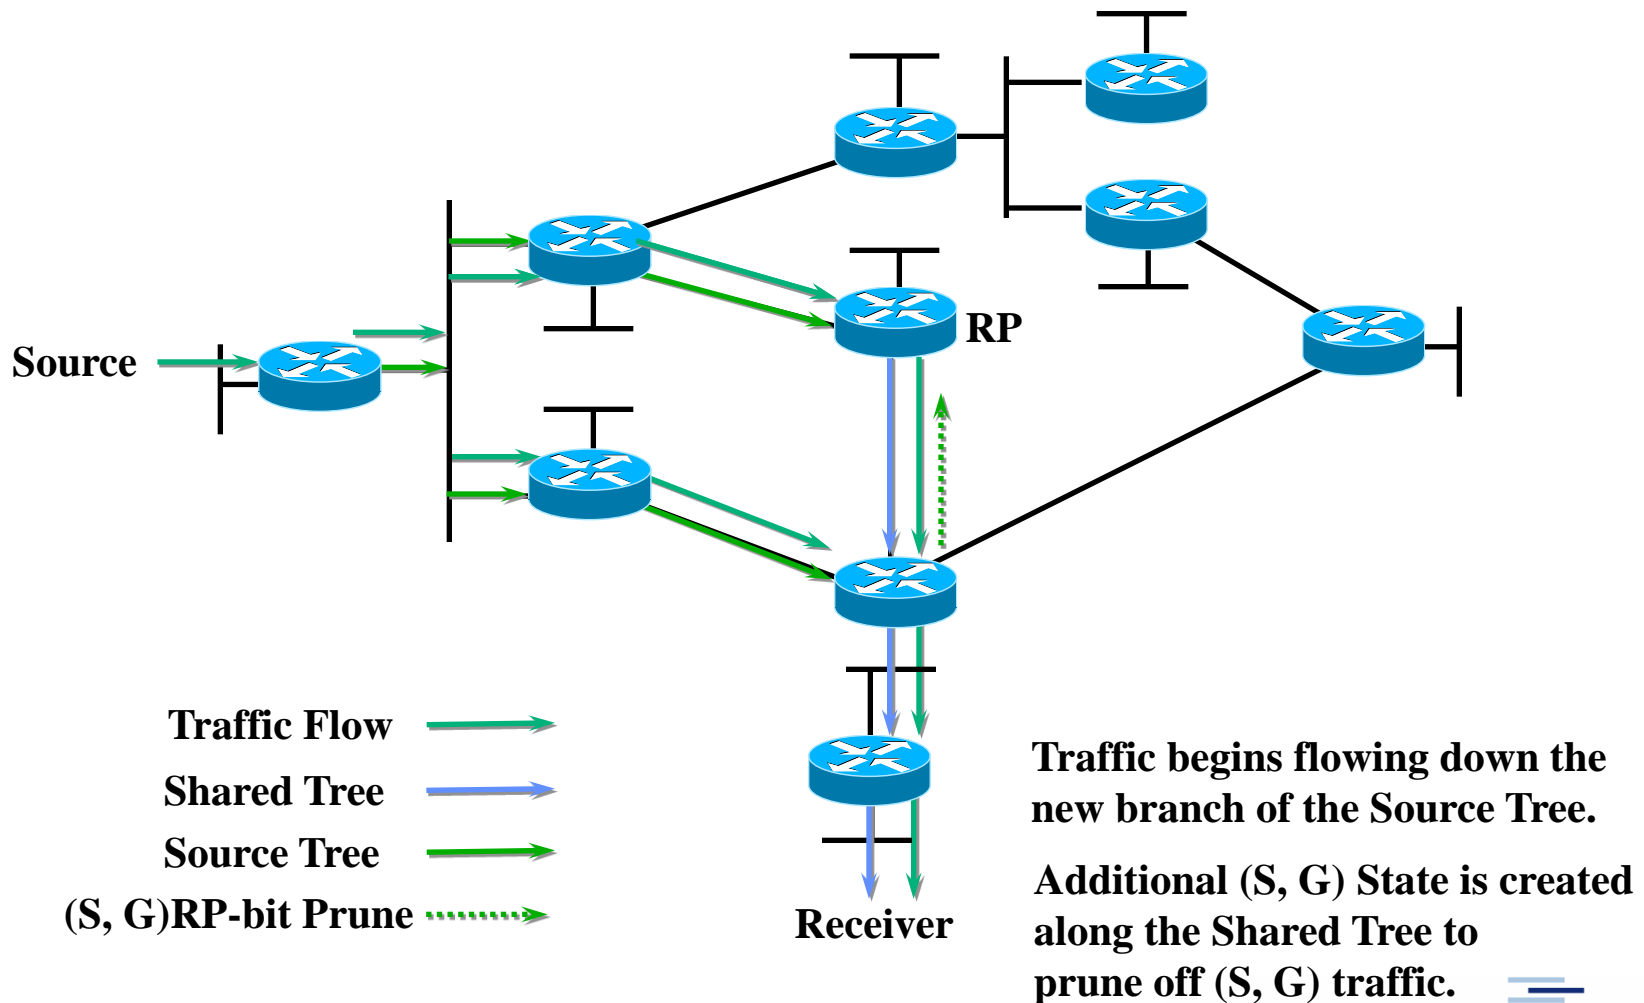 RP
Source
Receiver
Traffic Flow
Shared Tree
Source Tree
(S, G)RP-bit Prune
Traffic begins flowing down the
new branch of the Source Tree.
Additional (S, G) State is created
along the Shared Tree to
prune off (S, G) traffic.